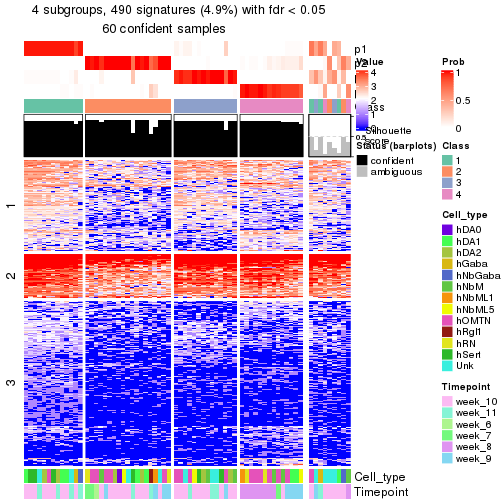 4 subgroups, 490 signatures (4.9%) with fdr < 0.05
60 confident samples
p1
p2
Value
4
3
2
1
0
Prob
1
0.5
0
Silhouette
score
Status (barplots)
confident
ambiguous
Class
1
2
3
4
Cell_type
hDA0
hDA1
hDA2
hGaba
hNbGaba
hNbM
hNbML1
hNbML5
hOMTN
hRgl1
hRN
hSert
Unk
Timepoint
week_10
week_11
week_6
week_7
week_8
week_9
1
2
3
Cell_type
Timepoint